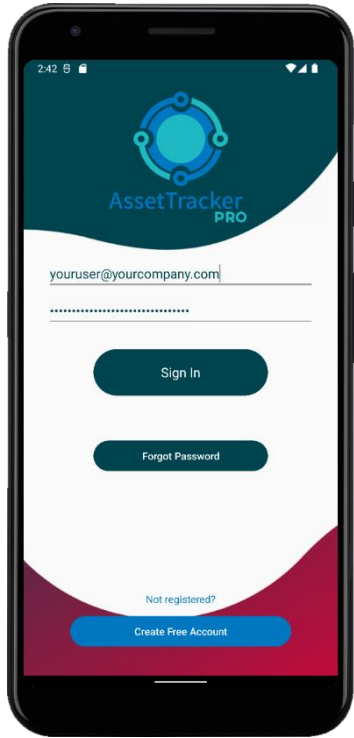 2:42
AssetTracker
PRO
youruser@yourcompany.com
••••••••••••••••••••••••••••••••
Sign In
Forgot Password
Not registered?
Create Free Account